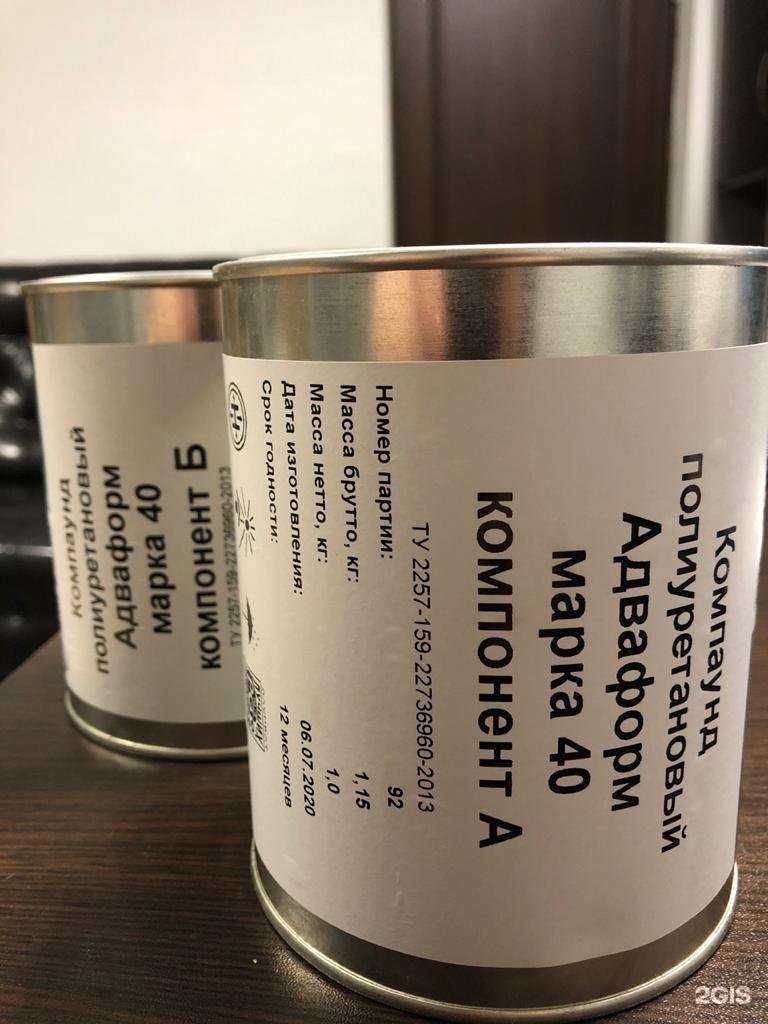 Компаунд
полиуретановый
Адваформ
марка 40
компонент А
ТУ 2257-159-22736960-2013
Номер партии: 92
Масса брутто, кг: 1,15
Масса нетто, кг: 1,0
Дата изготовления: 06.07.2020
Срок годности: 12 месяцев
Компаунд
полиуретановый
Адваформ
марка 40
компонент Б
ТУ 2257-159-22736960-2013
2GIS